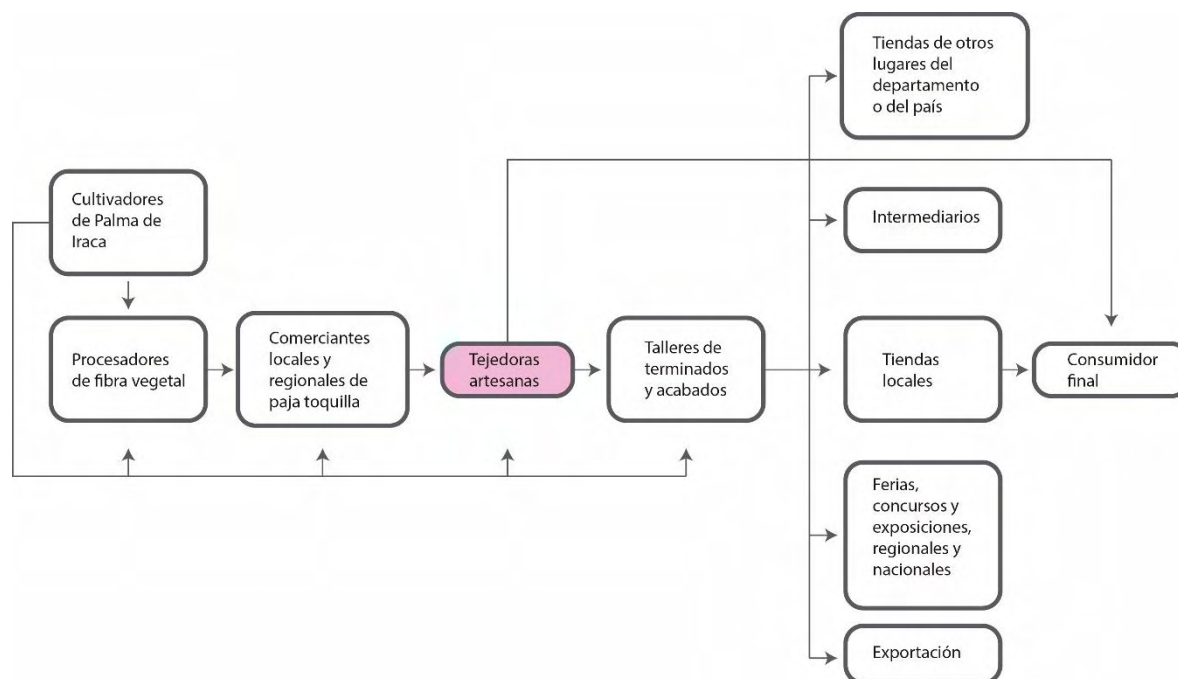 Tiendas de otros
lugares del
departamento
o del país
Cultivadores
de Palma de
Iraca
Intermediarios
Procesadores
de fibra vegetal
Comerciantes
locales y
regionales de
paja toquilla
Tejedoras
artesanas
Talleres de
terminados
y acabados
Tiendas
locales
Consumidor
final
Ferias,
concursos y
exposiciones,
regionales y
nacionales
Exportación